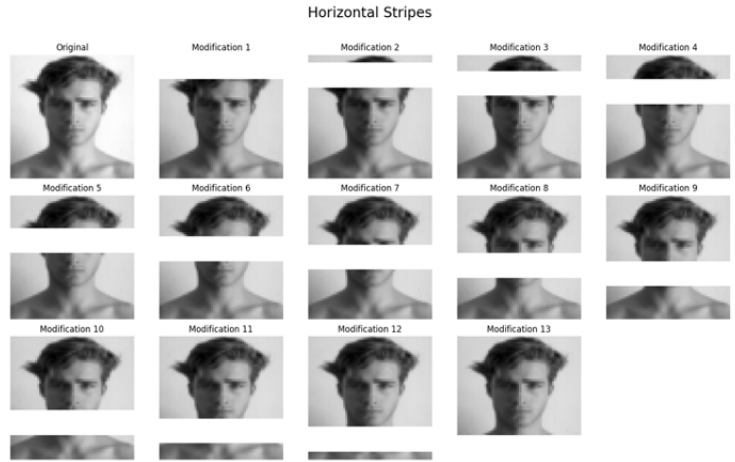 Horizontal Stripes
Original
Modification 1
Modification 2
Modification 3
Modification 4
Modification 5
Modification 6
Modification 7
Modification 8
Modification 9
Modification 10
Modification 11
Modification 12
Modification 13